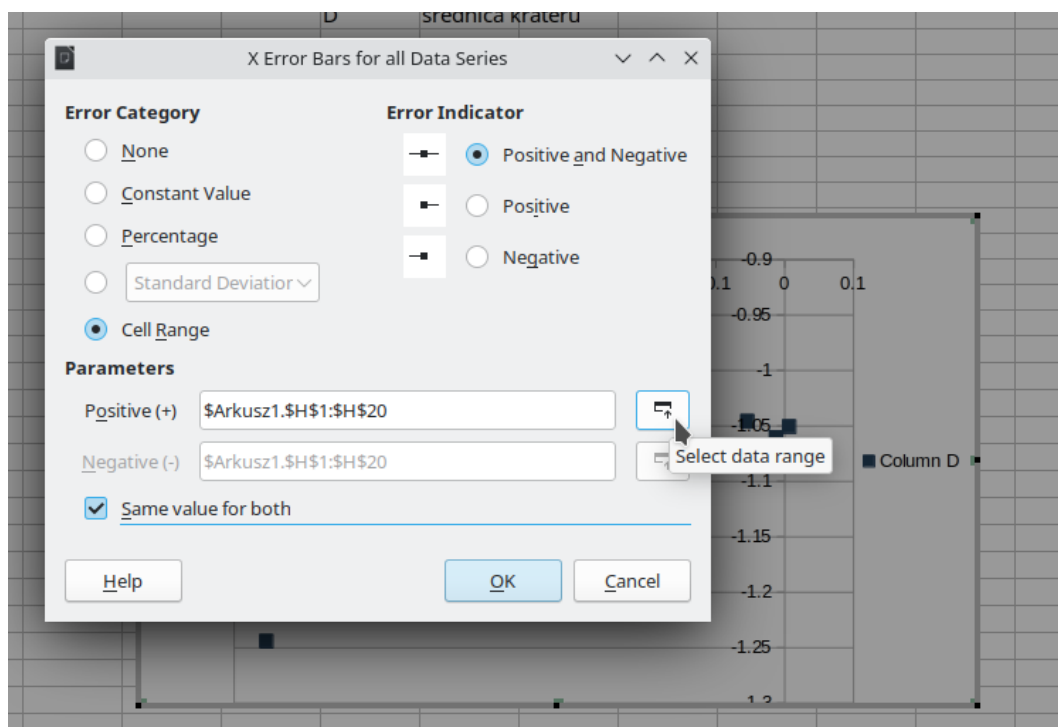 D średnica krateru
X Error Bars for all Data Series
Error Category
None
Constant Value
Percentage
Standard Deviation
Cell Range
Error Indicator
Positive and Negative
Positive
Negative
Parameters
Positive (+) $Arkusz1.$H$1:$H$20
Negative (-) $Arkusz1.$H$1:$H$20
Select data range
Same value for both
Help OK Cancel
-0.9
0 0.1
-0.95
-1
-1.05
-1.1
-1.15
-1.2
-1.25
-1.3
Column D